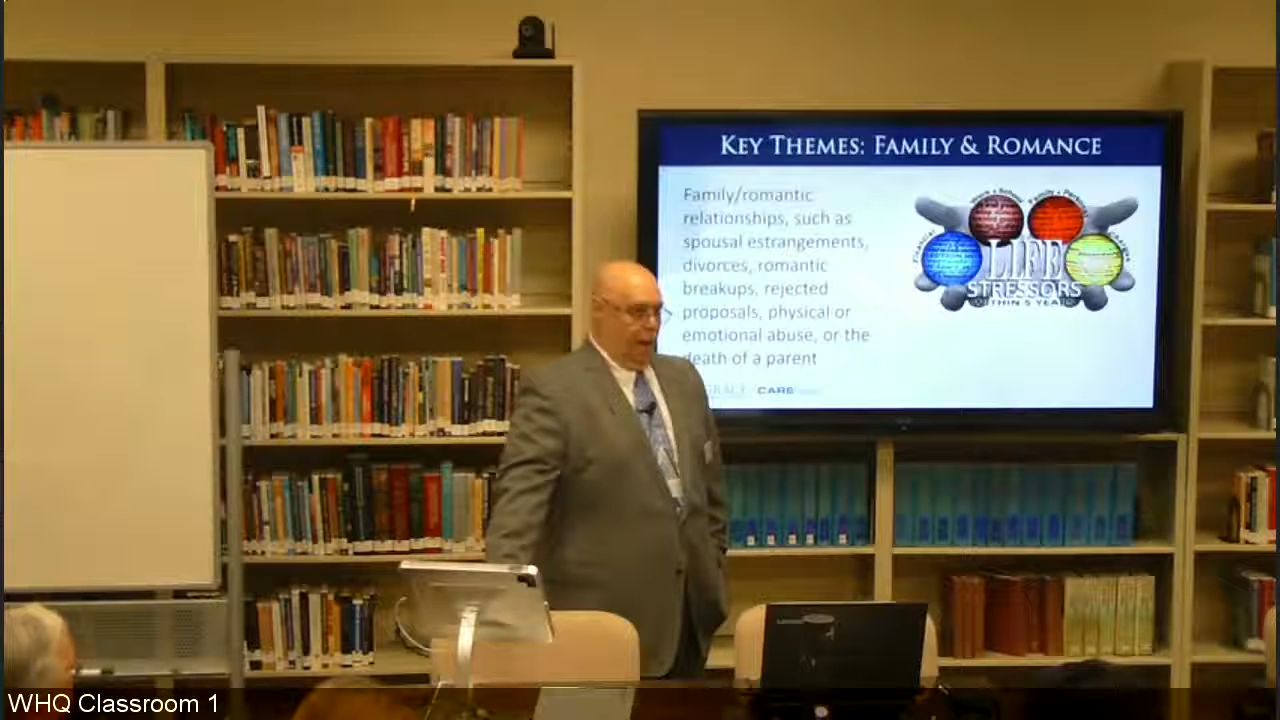 KEY THEMES: FAMILY & ROMANCE
Family/romantic
relationships, such as
spousal estrangements,
divorces, romantic
breakups, rejected
proposals, physical or
emotional abuse, or the
death of a parent
LIFE
STRESSORS
GRACE/CARE
WHQ Classroom 1